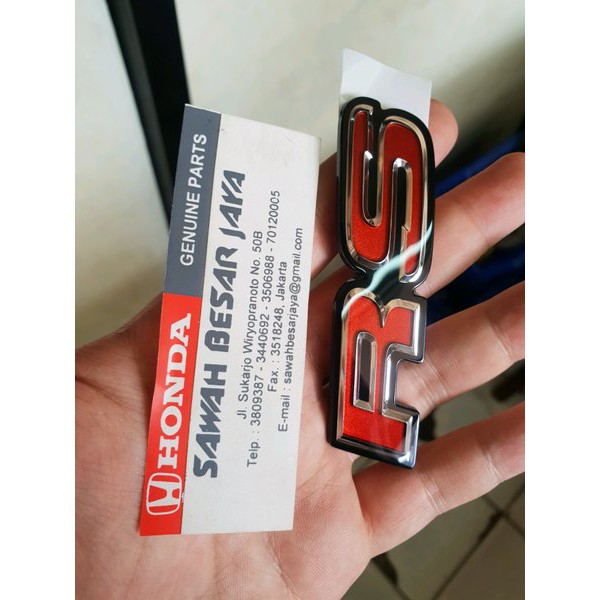 GENUINE PARTS
HONDA
SAWAH BESAR JAYA
Jl. Sukarjo Wiryopranoto No. 50B
Telp. : 3809387 - 3440692 - 3506988 - 70120005
Fax. : 3518248, Jakarta
E-mail : sawahbesarjaya@gmail.com
RS